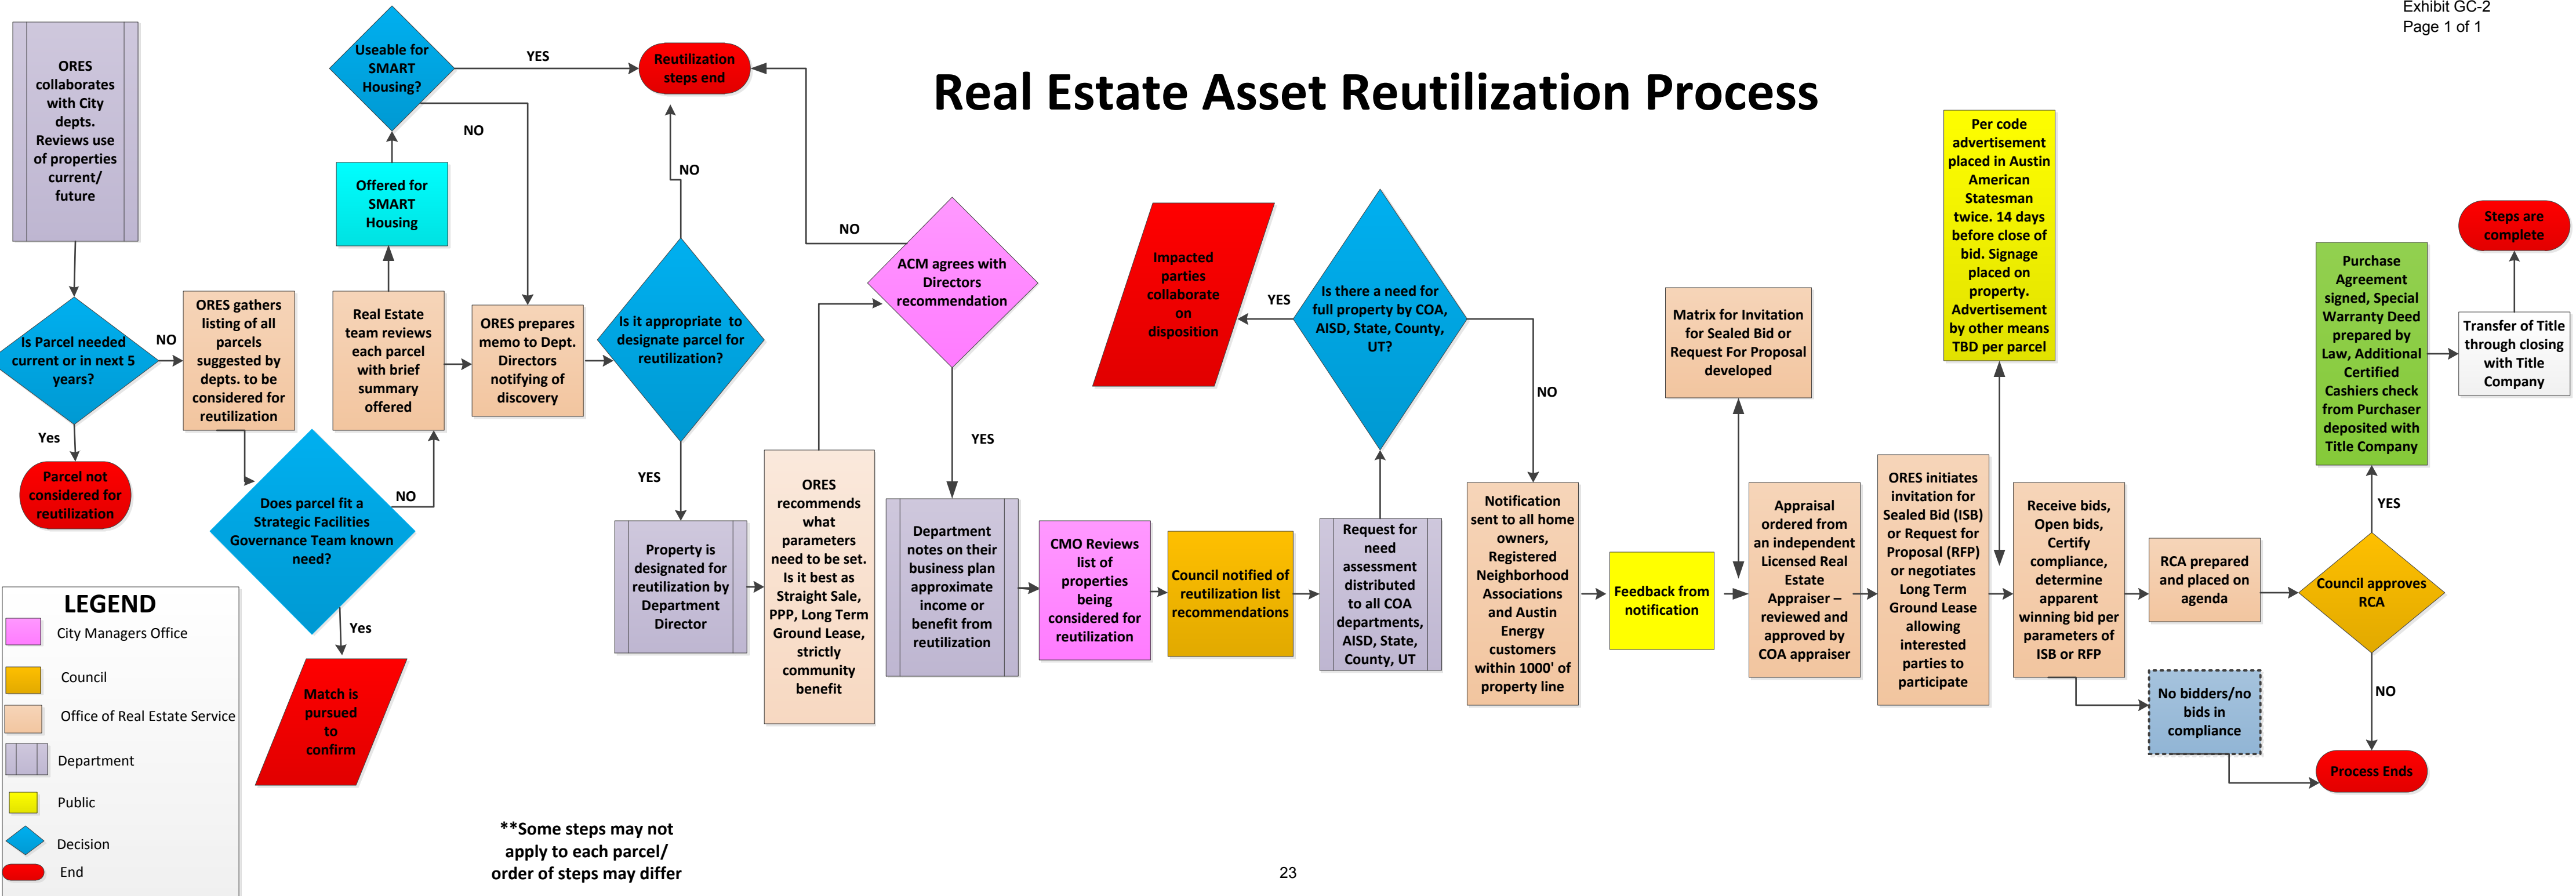 Exhibit GC-2
Page 1 of 1
Real Estate Asset Reutilization Process
ORES
collaborates
with City
depts.
Reviews use
of properties
current/
future
Is Parcel needed
current or in next 5
years?
NO
Yes
Parcel not
considered for
reutilization
ORES gathers
listing of all
parcels
suggested by
depts. to be
considered for
reutilization
Does parcel fit a
Strategic Facilities
Governance Team known
need?
NO
Yes
Match is
pursued
to
confirm
Real Estate
team reviews
each parcel
with brief
summary
offered
Offered for
SMART
Housing
Useable for
SMART
Housing?
YES
NO
Reutilization
steps end
ORES prepares
memo to Dept.
Directors
notifying of
discovery
Is it appropriate to
designate parcel for
reutilization?
NO
YES
Property is
designated for
reutilization by
Department
Director
ORES
recommends
what
parameters
need to be set.
Is it best as
Straight Sale,
PPP, Long Term
Ground Lease,
strictly
community
benefit
ACM agrees with
Directors
recommendation
NO
YES
Department
notes on their
business plan
approximate
income or
benefit from
reutilization
CMO Reviews
list of
properties
being
considered for
reutilization
Council notified of
reutilization list
recommendations
Request for
need
assessment
distributed
to all COA
departments,
AISD, State,
County, UT
Is there a need for
full property by COA,
AISD, State, County,
UT?
YES
NO
Impacted
parties
collaborate
on
disposition
Notification
sent to all home
owners,
Registered
Neighborhood
Associations
and Austin
Energy
customers
within 1000' of
property line
Feedback from
notification
Matrix for Invitation
for Sealed Bid or
Request For Proposal
developed
Appraisal
ordered from
an independent
Licensed Real
Estate
Appraiser –
reviewed and
approved by
COA appraiser
ORES initiates
invitation for
Sealed Bid (ISB)
or Request for
Proposal (RFP)
or negotiates
Long Term
Ground Lease
allowing
interested
parties to
participate
Per code
advertisement
placed in Austin
American
Statesman
twice. 14 days
before close of
bid. Signage
placed on
property.
Advertisement
by other means
TBD per parcel
Receive bids,
Open bids,
Certify
compliance,
determine
apparent
winning bid per
parameters of
ISB or RFP
RCA prepared
and placed on
agenda
No bidders/no
bids in
compliance
Council approves
RCA
YES
NO
Process Ends
Purchase
Agreement
signed, Special
Warranty Deed
prepared by
Law, Additional
Certified
Cashiers check
from Purchaser
deposited with
Title Company
Transfer of Title
through closing
with Title
Company
Steps are
complete
LEGEND
City Managers Office
Council
Office of Real Estate Service
Department
Public
Decision
End
**Some steps may not
apply to each parcel/
order of steps may differ
23